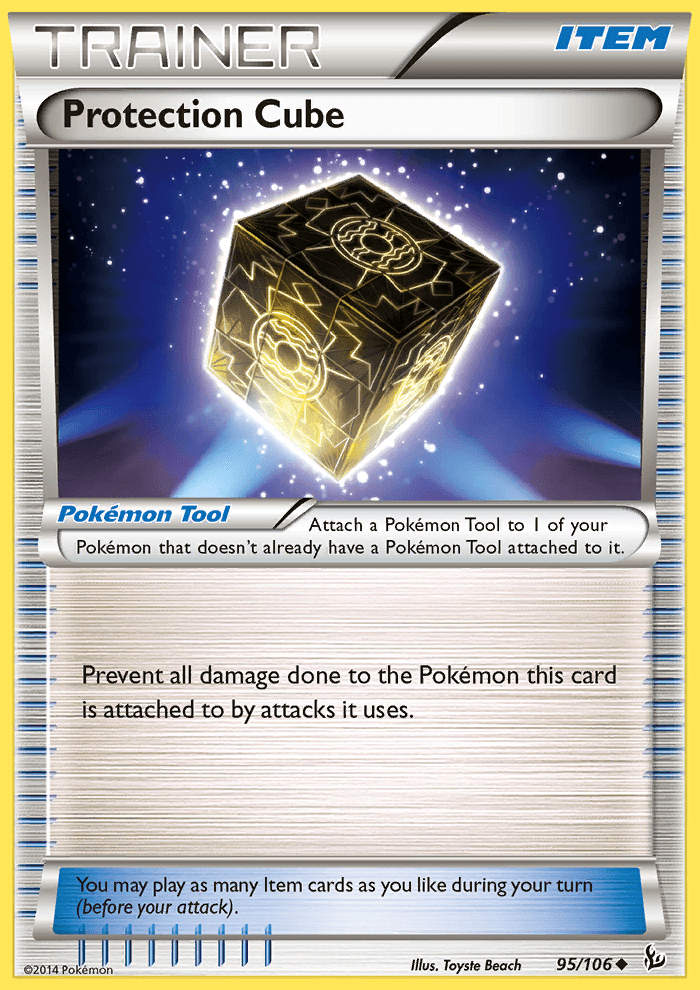 TRAINER
ITEM
Protection Cube
Pokémon Tool
Attach a Pokémon Tool to 1 of your
Pokémon that doesn't already have a Pokémon Tool attached to it.
Prevent all damage done to the Pokémon this card
is attached to by attacks it uses.
You may play as many Item cards as you like during your turn
(before your attack).
©2014 Pokémon
Illus. Toyste Beach
95/106